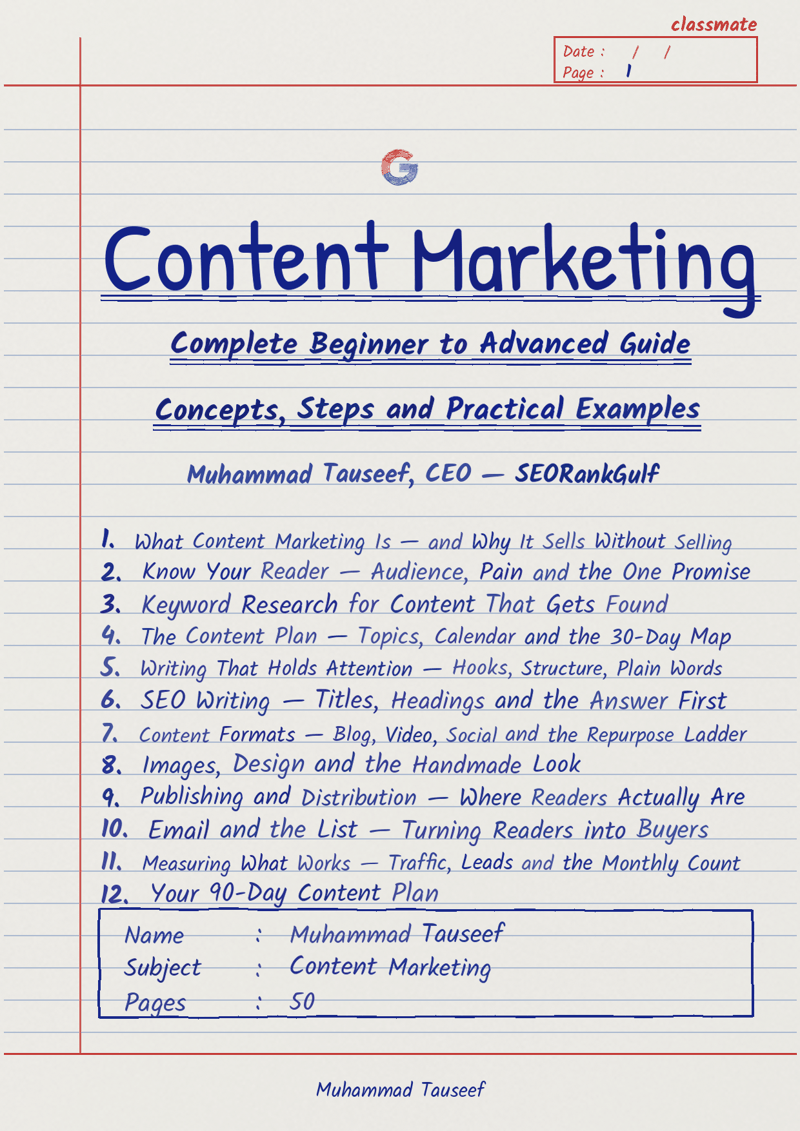 classmate
Date : / /
Page : 1
G
Content Marketing
Complete Beginner to Advanced Guide
Concepts, Steps and Practical Examples
Muhammad Tauseef, CEO — SEORankGulf
1. What Content Marketing Is — and Why It Sells Without Selling
2. Know Your Reader — Audience, Pain and the One Promise
3. Keyword Research for Content That Gets Found
4. The Content Plan — Topics, Calendar and the 30-Day Map
5. Writing That Holds Attention — Hooks, Structure, Plain Words
6. SEO Writing — Titles, Headings and the Answer First
7. Content Formats — Blog, Video, Social and the Repurpose Ladder
8. Images, Design and the Handmade Look
9. Publishing and Distribution — Where Readers Actually Are
10. Email and the List — Turning Readers into Buyers
11. Measuring What Works — Traffic, Leads and the Monthly Count
12. Your 90-Day Content Plan
Name : Muhammad Tauseef
Subject : Content Marketing
Pages : 50
Muhammad Tauseef